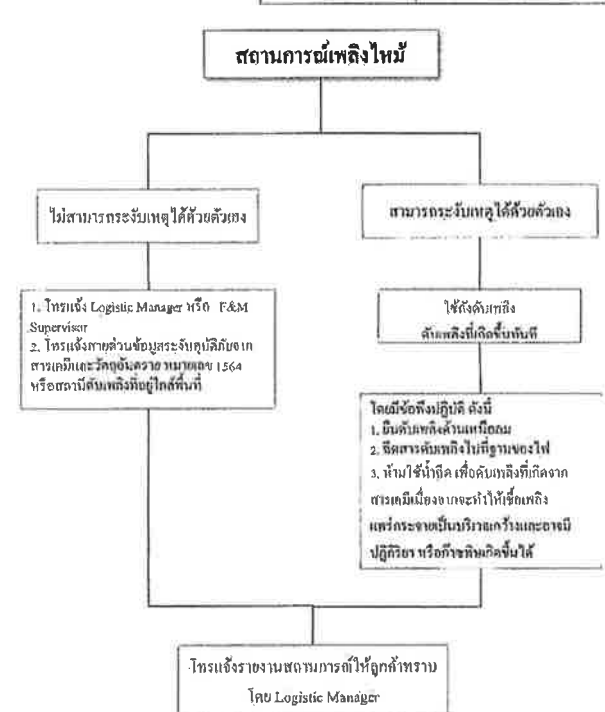 สถานการณ์เพลิงไหม้
ไม่สามารถระงับเหตุได้ด้วยตัวเอง
สามารถระงับเหตุได้ด้วยตัวเอง
1. โทรแจ้ง Logistic Manager หรือ F&M
Supervisor
2. โทรแจ้งสายด่วนข้อมูลระงับอุบัติภัยจาก
สารเคมีและวัตถุอันตราย หมายเลข 1564
หรือสถานีดับเพลิงที่อยู่ใกล้พื้นที่
ใช้ถังดับเพลิง
ดับเพลิงที่เกิดขึ้นทันที
โดยมีข้อพึงปฏิบัติ ดังนี้
1. ยืนดับเพลิงด้านเหนือลม
2. ฉีดสารดับเพลิงไปที่ฐานของไฟ
3. ห้ามใช้น้ำฉีด เพื่อดับเพลิงที่เกิดจาก
สารเคมีเนื่องจากจะทำให้เชื้อเพลิง
แพร่กระจายเป็นบริเวณกว้างและอาจมี
ปฏิกิริยา หรือก๊าซพิษเกิดขึ้นได้
โทรแจ้งรายงานสถานการณ์ให้ลูกค้าทราบ
โดย Logistic Manager